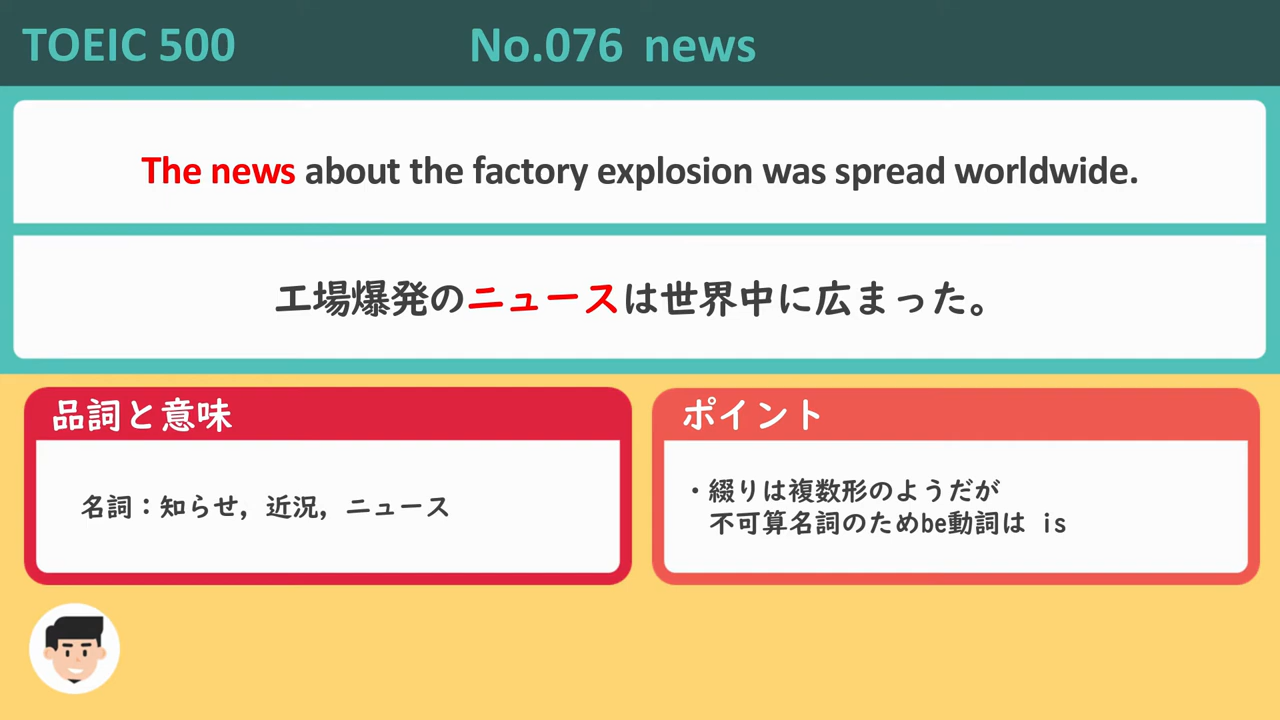 TOEIC 500
No.076 news
The news about the factory explosion was spread worldwide.
工場爆発のニュースは世界中に広まった。
品詞と意味
名詞：知らせ，近況，ニュース
ポイント
・綴りは複数形のようだが
不可算名詞のためbe動詞は is